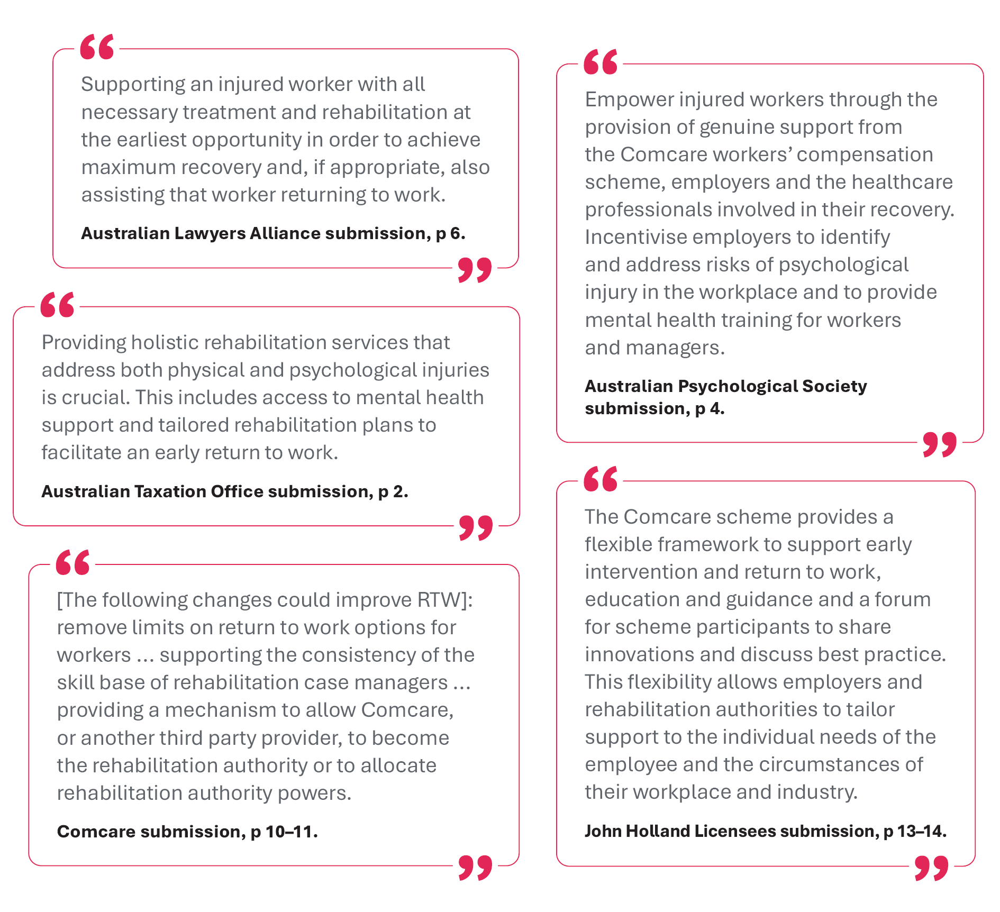 “
Supporting an injured worker with all
necessary treatment and rehabilitation at
the earliest opportunity in order to achieve
maximum recovery and, if appropriate, also
assisting that worker returning to work.
Australian Lawyers Alliance submission, p 6.
”
“
Providing holistic rehabilitation services that
address both physical and psychological injuries
is crucial. This includes access to mental health
support and tailored rehabilitation plans to
facilitate an early return to work.
Australian Taxation Office submission, p 2.
”
“
[The following changes could improve RTW]:
remove limits on return to work options for
workers … supporting the consistency of the
skill base of rehabilitation case managers …
providing a mechanism to allow Comcare,
or another third party provider, to become
the rehabilitation authority or to allocate
rehabilitation authority powers.
Comcare submission, p 10–11.
”
“
Empower injured workers through the
provision of genuine support from
the Comcare workers’ compensation
scheme, employers and the healthcare
professionals involved in their recovery.
Incentivise employers to identify
and address risks of psychological
injury in the workplace and to provide
mental health training for workers
and managers.
Australian Psychological Society
submission, p 4.
”
“
The Comcare scheme provides a
flexible framework to support early
intervention and return to work,
education and guidance and a forum
for scheme participants to share
innovations and discuss best practice.
This flexibility allows employers and
rehabilitation authorities to tailor
support to the individual needs of the
employee and the circumstances of
their workplace and industry.
John Holland Licensees submission, p 13–14.
”